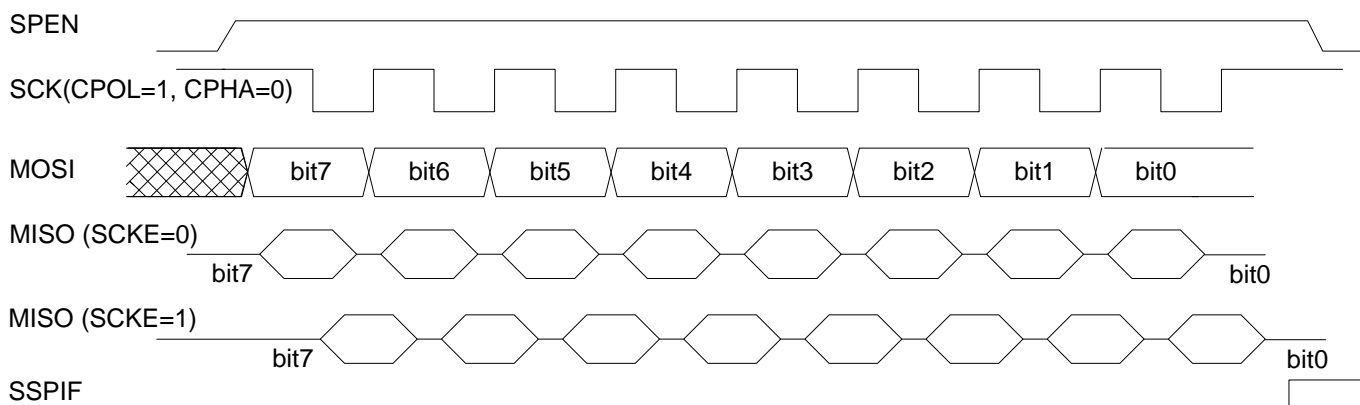 SPEN
SCK(CPOL=1, CPHA=0)
MOSI
bit7 bit6 bit5 bit4 bit3 bit2 bit1 bit0
MISO (SCKE=0)
bit7 bit0
MISO (SCKE=1)
bit7 bit0
SSPIF